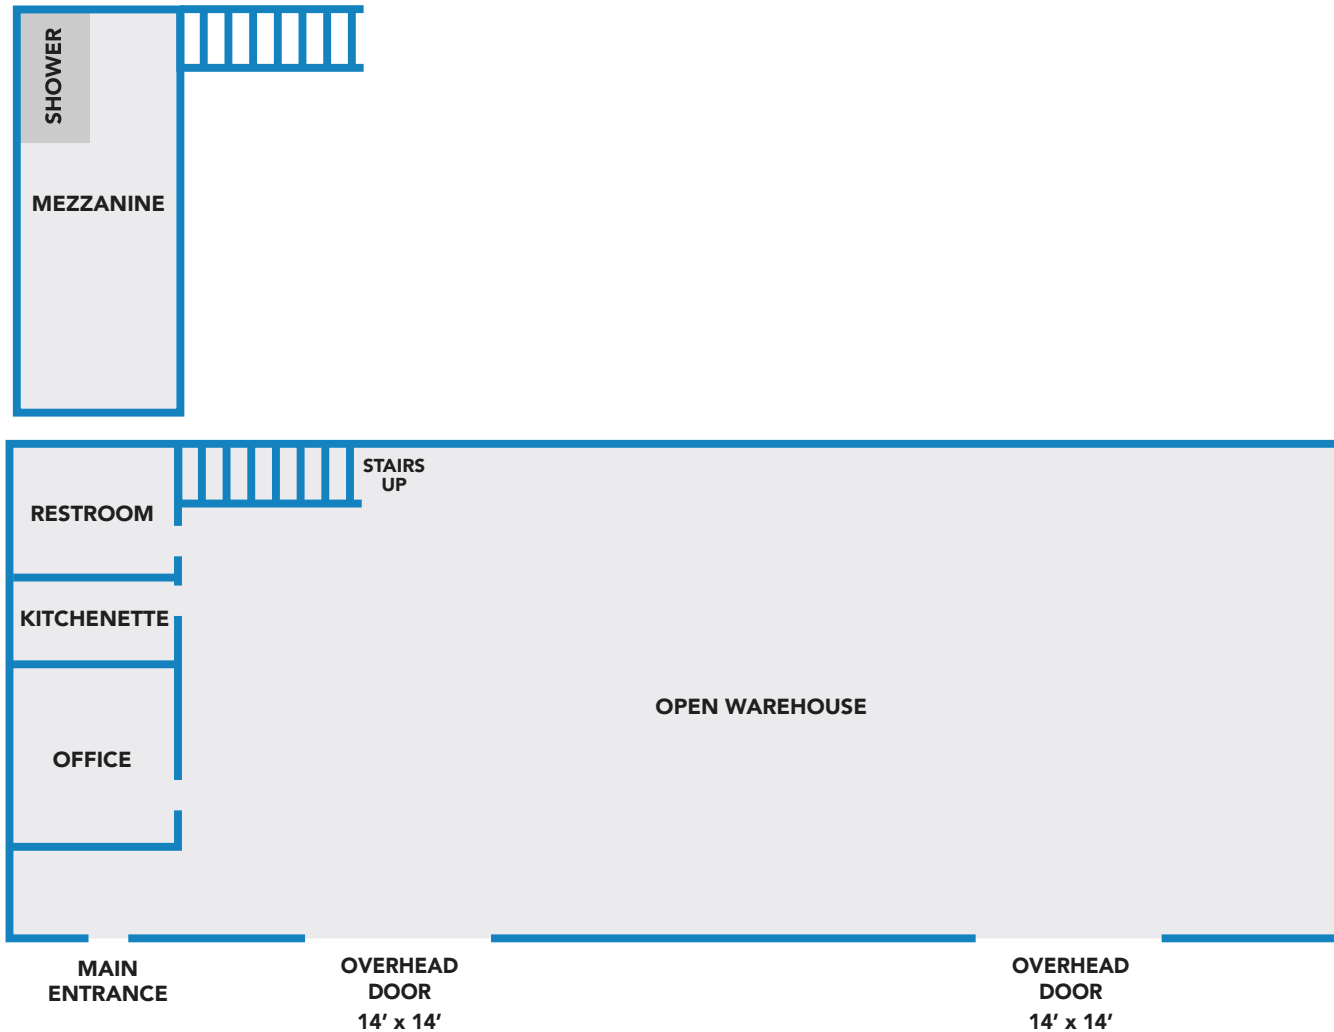 SHOWER
MEZZANINE
STAIRS
UP
RESTROOM
KITCHENETTE
OPEN WAREHOUSE
OFFICE
MAIN
ENTRANCE
OVERHEAD
DOOR
14’ x 14’
OVERHEAD
DOOR
14’ x 14’